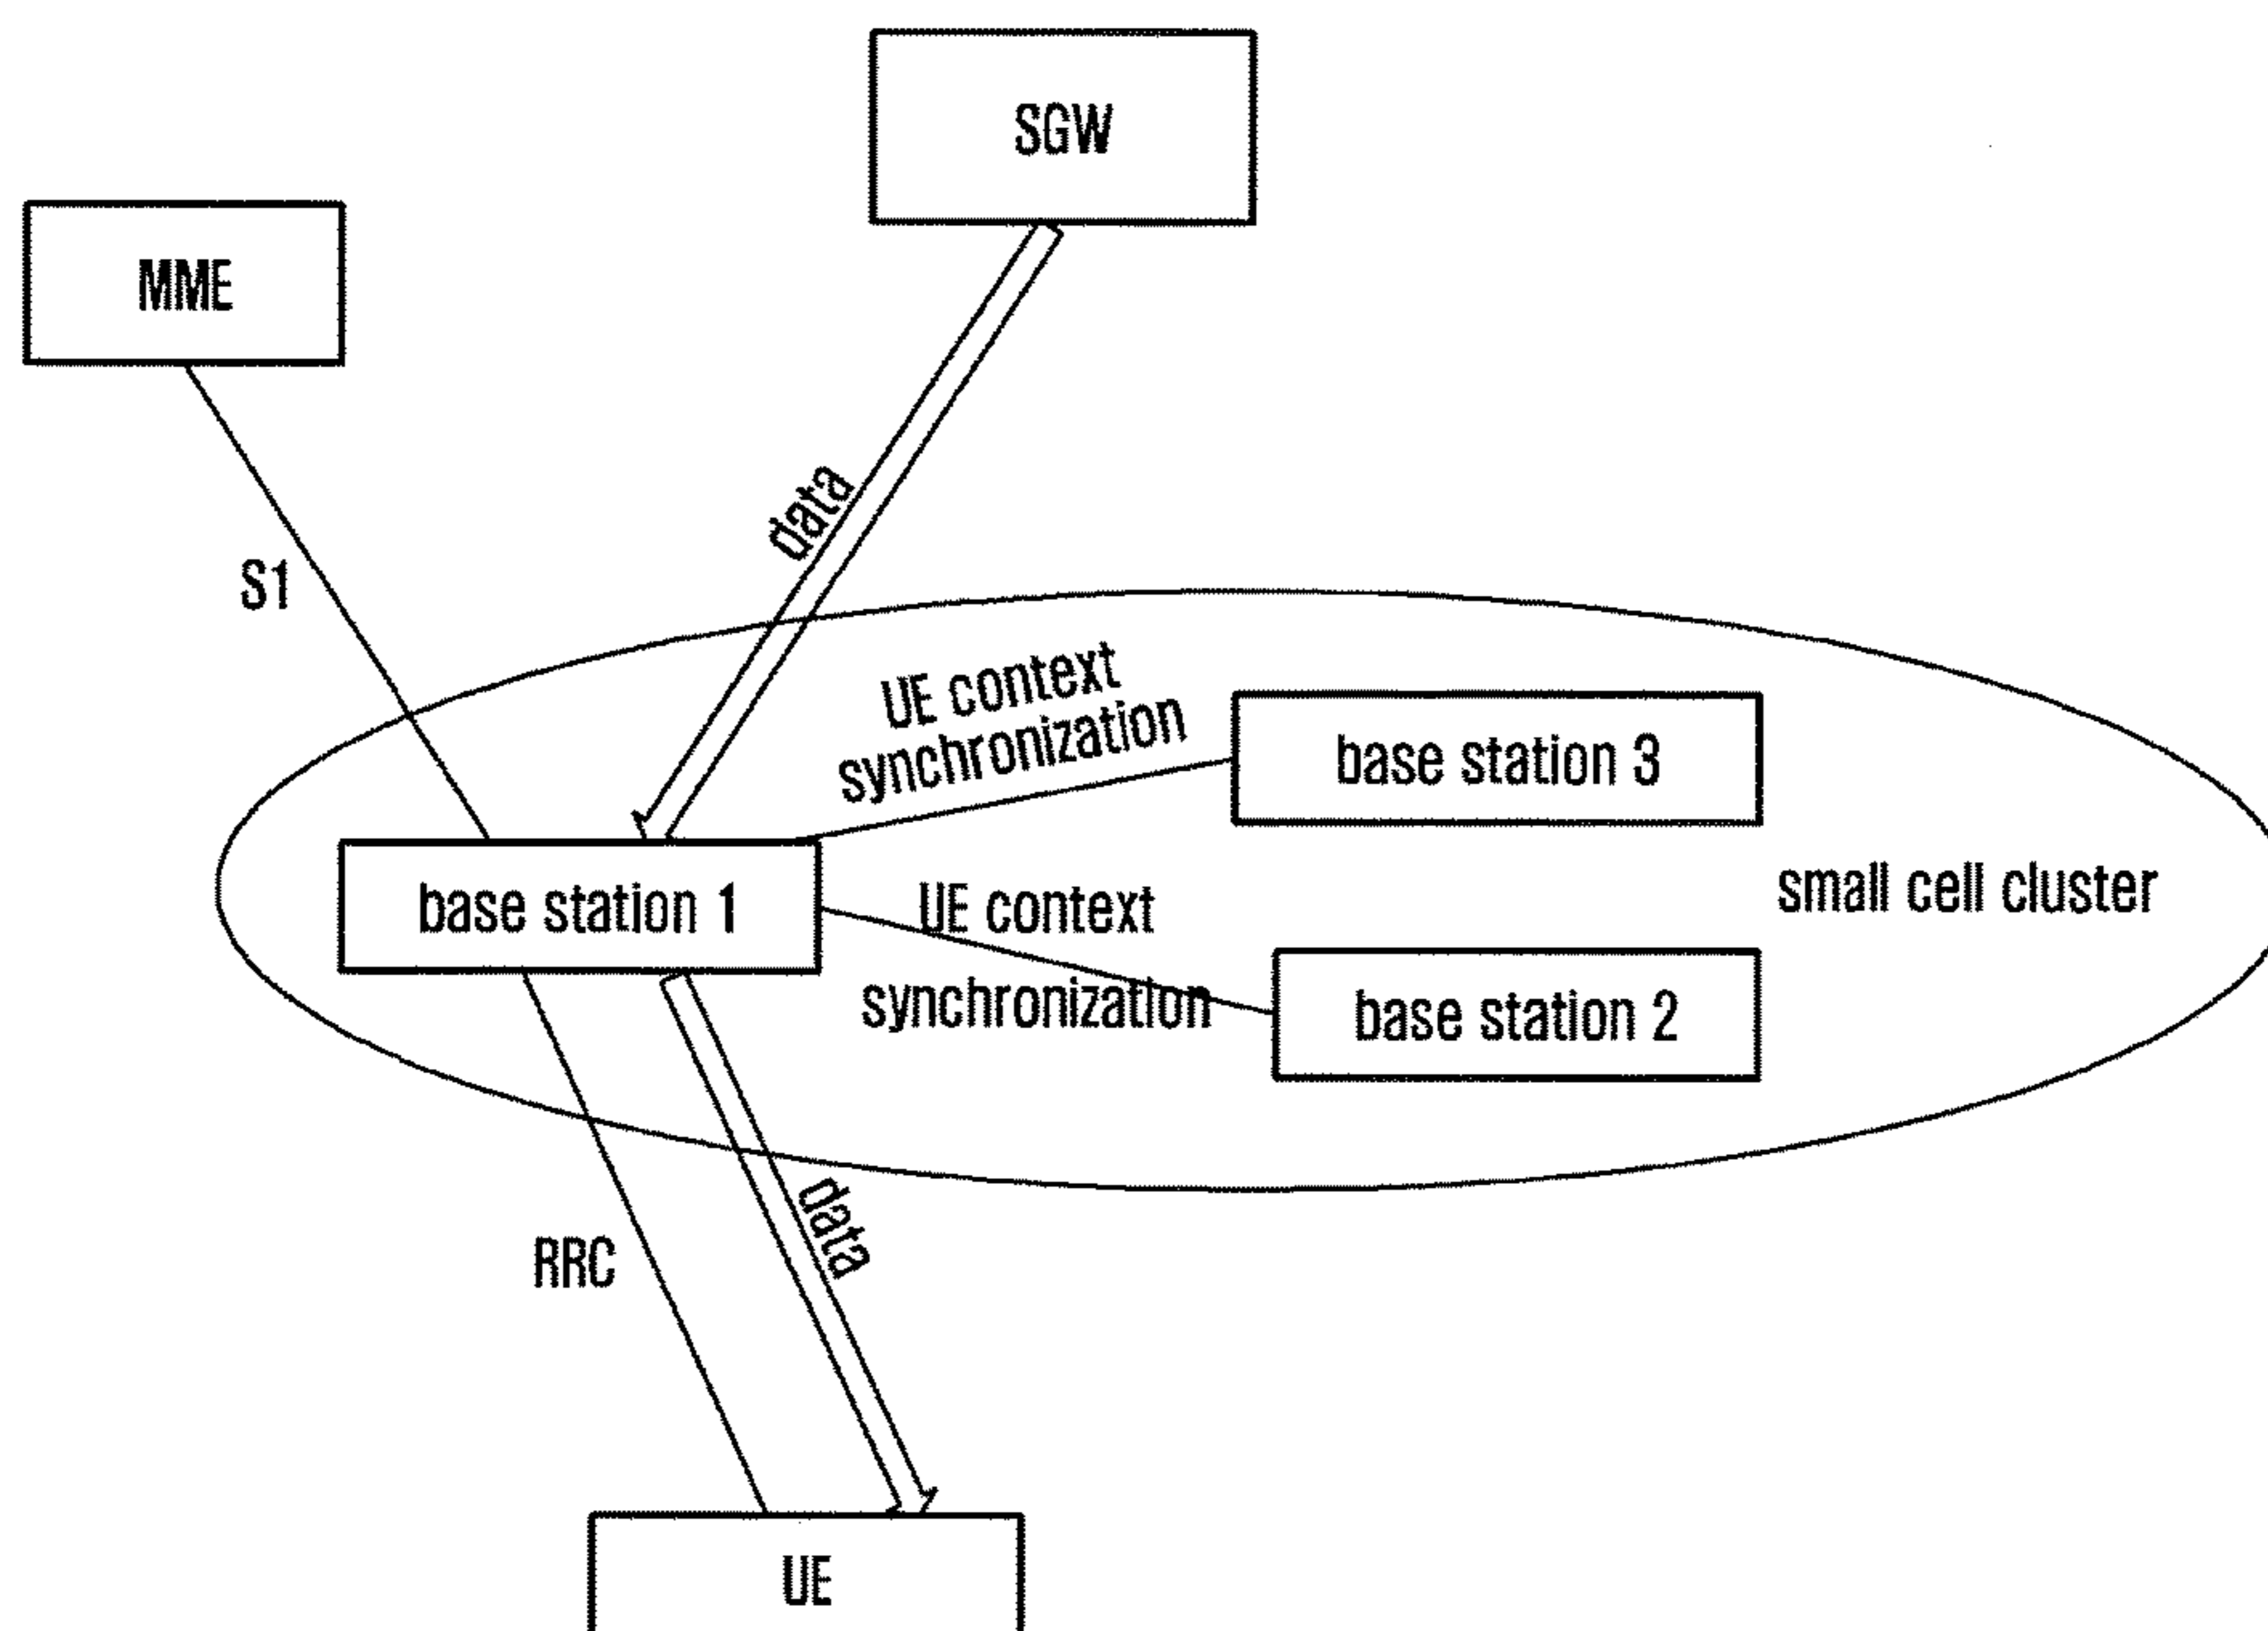 SGW
MME
data
S1
UE context
synchronization
base station 3
base station 1
UE context
small cell cluster
synchronization
base station 2
data
RRC
UE